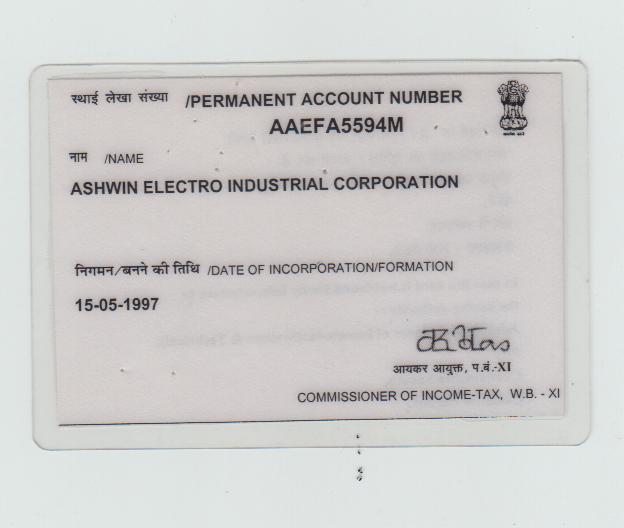 स्थाई लेखा संख्या /PERMANENT ACCOUNT NUMBER
AAEFA5594M
नाम /NAME
ASHWIN ELECTRO INDUSTRIAL CORPORATION
निगमन/बनने की तिथि /DATE OF INCORPORATION/FORMATION
15-05-1997
आयकर आयुक्त, प.बं.-XI
COMMISSIONER OF INCOME-TAX, W.B. - XI